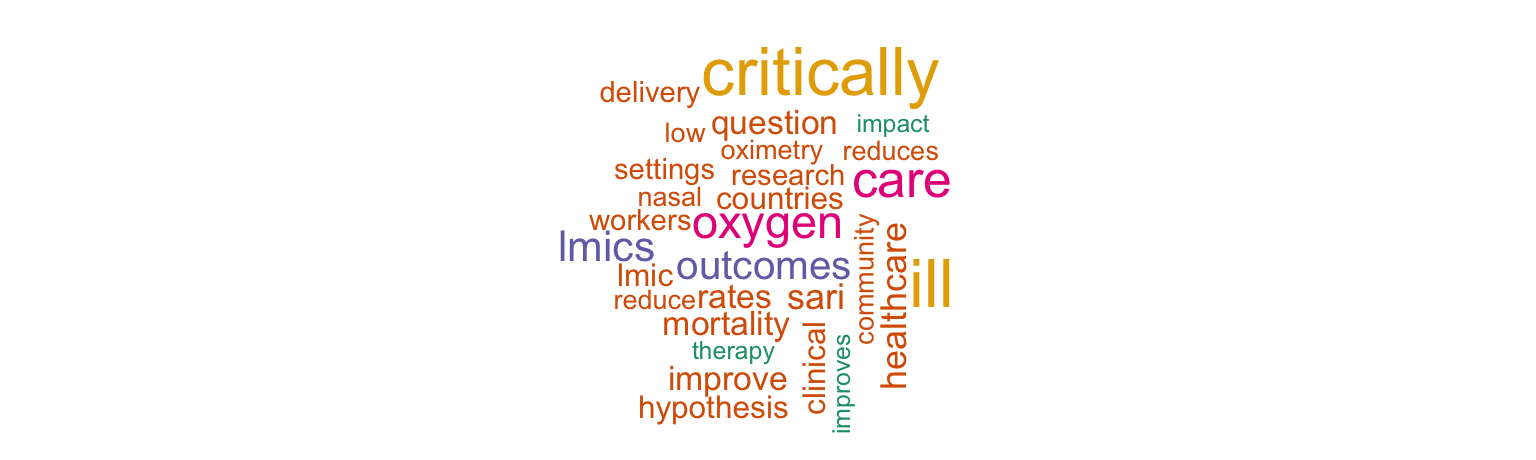 critically
delivery
question
impact
low
oximetry
reduces
settings
research
care
nasal
countries
workers
oxygen
lmics
outcomes
community
healthcare
ill
lmic
reduce
rates
sari
mortality
clinical
therapy
improves
improve
hypothesis